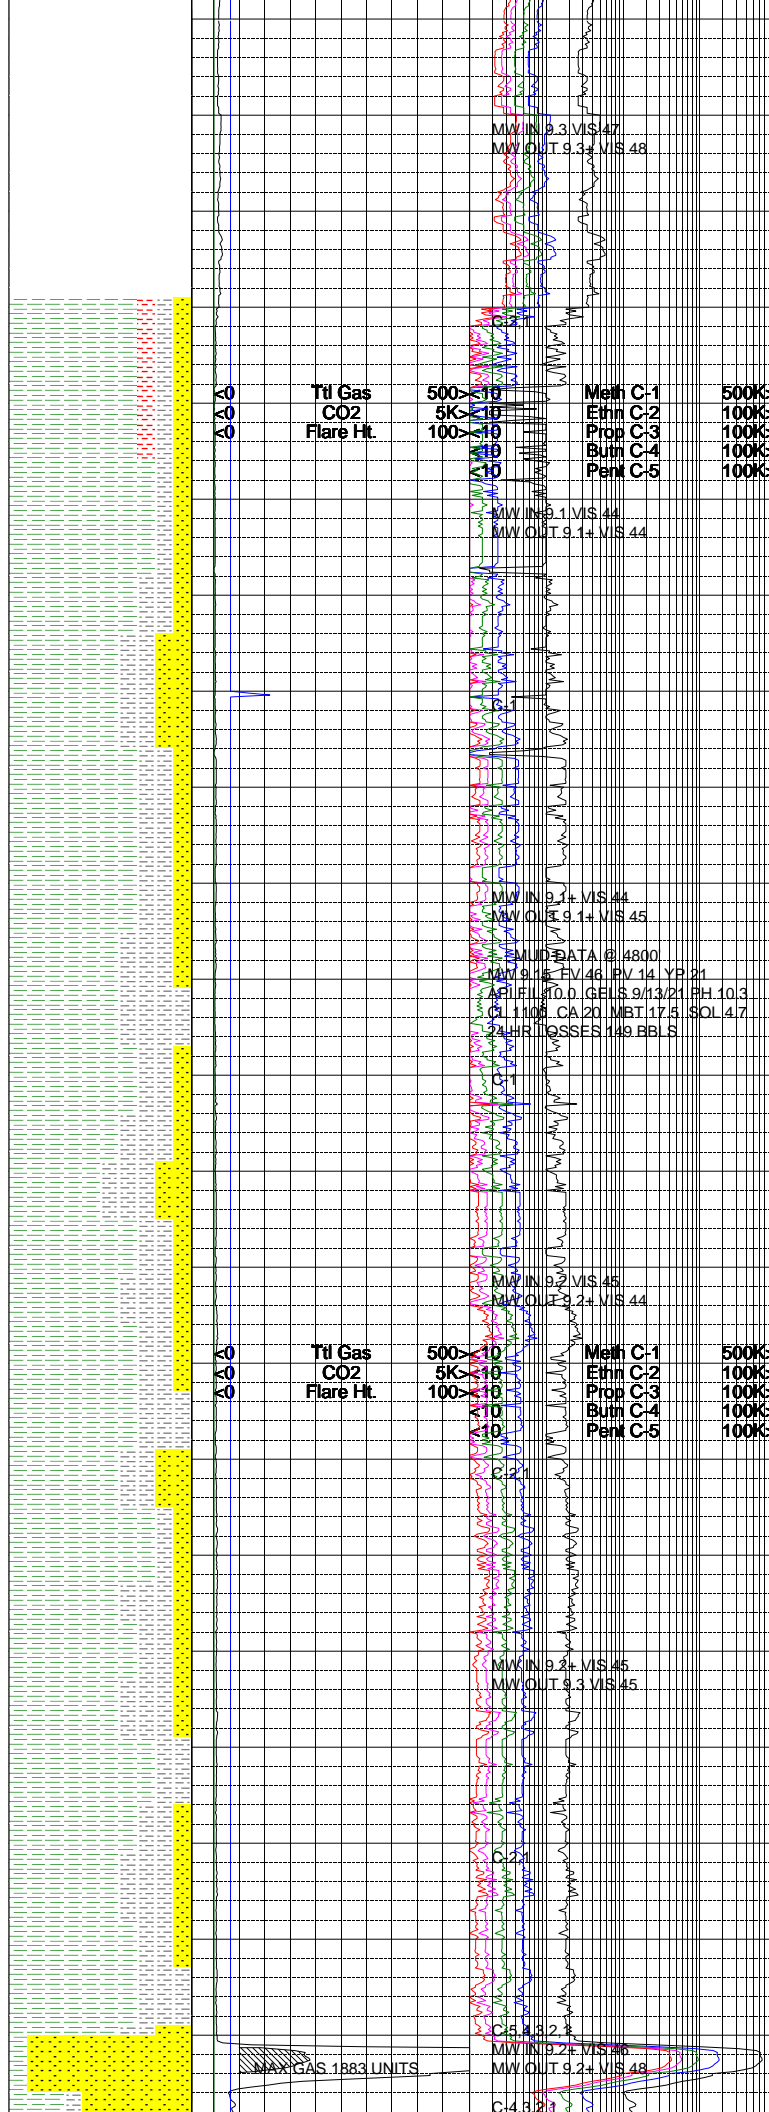 MW IN 9.3 VIS 47
MW OUT 9.3+ VIS 48
C-2,1
<0 Ttl Gas 500> <10 Meth C-1 500K>
<0 CO2 5K> <10 Ethn C-2 100K>
<0 Flare Ht. 100> <10 Prop C-3 100K>
<10 Butn C-4 100K>
<10 Pent C-5 100K>
MW IN 9.1 VIS 44
MW OUT 9.1+ VIS 44
C-1
MW IN 9.1+ VIS 44
MW OUT 9.1+ VIS 45
MUD DATA @ 4800'
MW 9.15 FV 46 PV 14 YP 21
API FIL 10.0 GELS 9/13/21 PH 10.3
CL 1100 CA 20 MBT 17.5 SOL 4.7
24 HR LOSSES 149 BBLS
C-1
MW IN 9.2 VIS 45
MW OUT 9.2+ VIS 44
<0 Ttl Gas 500> <10 Meth C-1 500K>
<0 CO2 5K> <10 Ethn C-2 100K>
<0 Flare Ht. 100> <10 Prop C-3 100K>
<10 Butn C-4 100K>
<10 Pent C-5 100K>
C-2,1
MW IN 9.2+ VIS 45
MW OUT 9.3 VIS 45
C-2,1
C-5,4,3,2,1
MW IN 9.2+ VIS 46
MAX GAS 1883 UNITS MW OUT 9.2+ VIS 48
C-4,3,2,1